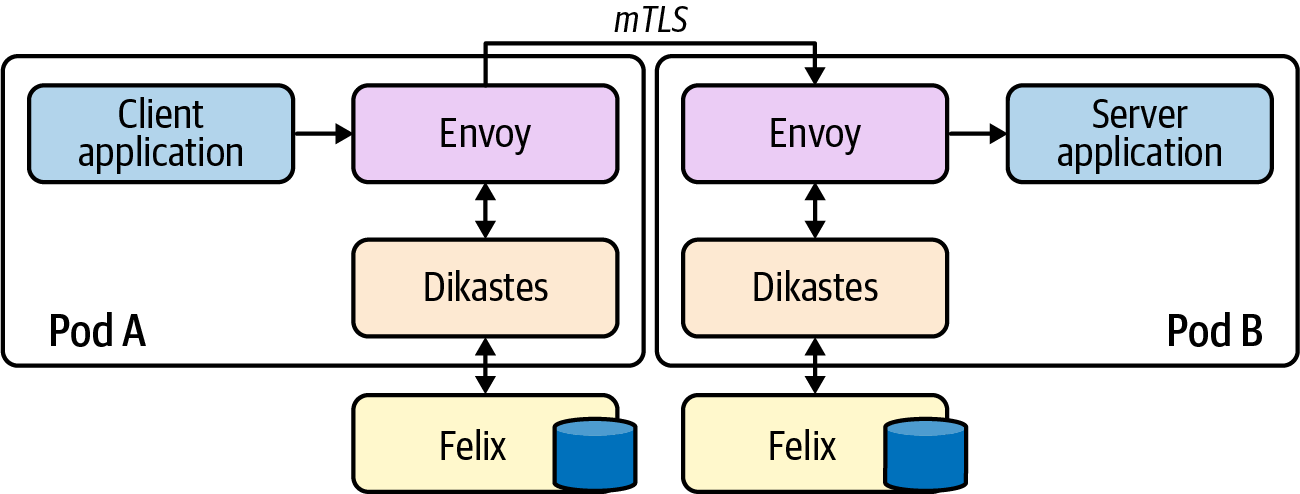 mTLS
Client
application
Envoy
Envoy
Server
application
Dikastes
Dikastes
Pod A
Pod B
Felix
Felix